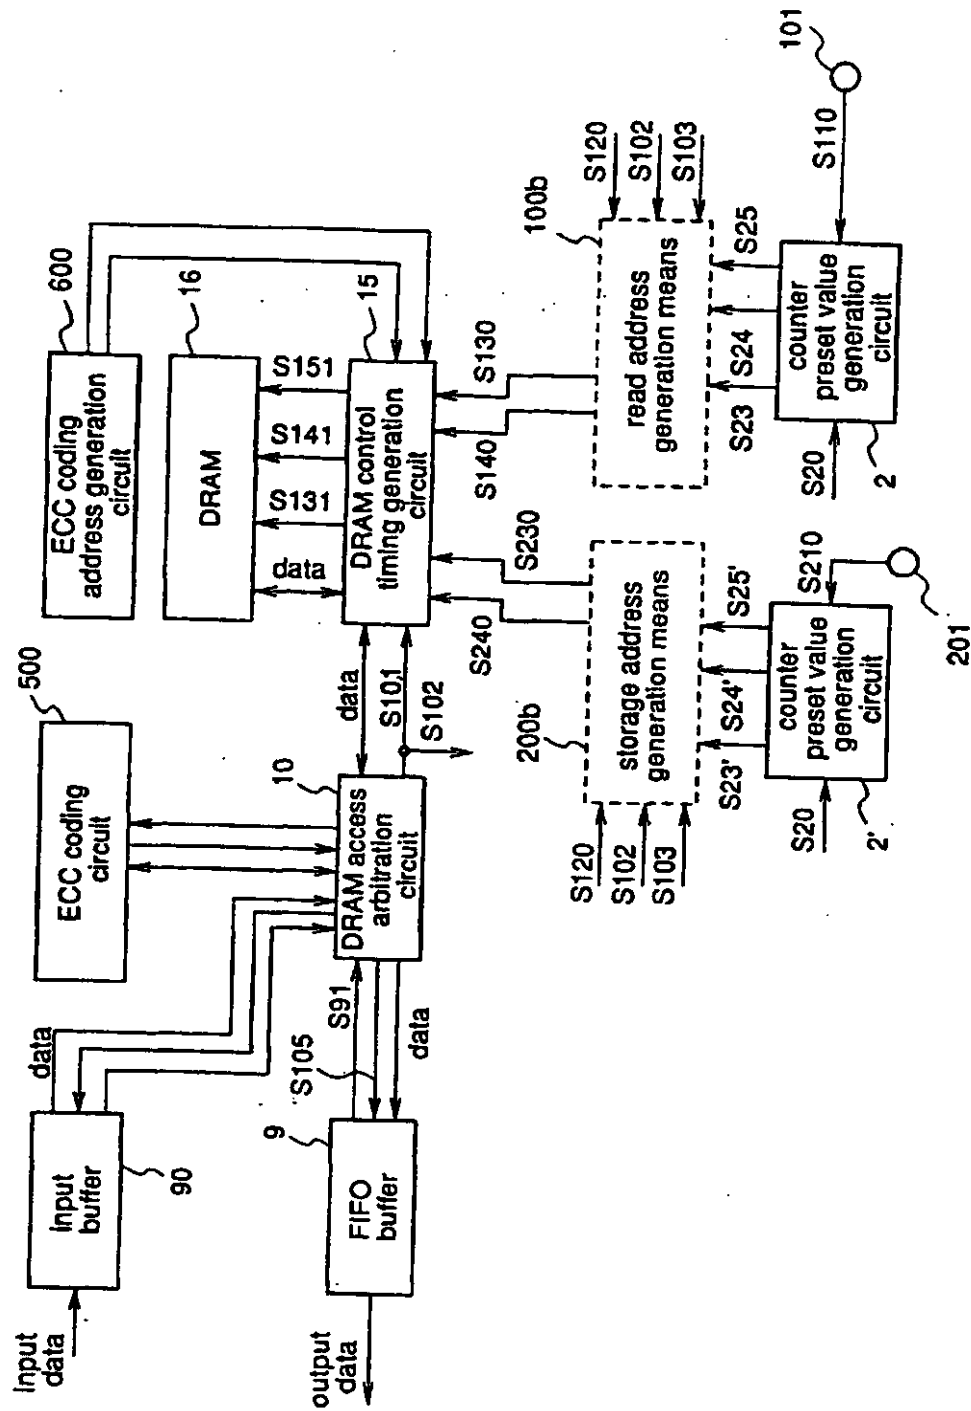 Input
data
Input
buffer
90
data
output
data
FIFO
buffer
9
S91
S105
data
ECC coding
circuit
500
DRAM access
arbitration
circuit
10
data
S101
S102
ECC coding
address generation
circuit
600
DRAM
16
data
S131
S141
S151
DRAM control
timing generation
circuit
15
S240
S230
S140
S130
storage address
generation means
200b
S120
S102
S103
S23'
S24'
S25'
S20
counter
preset value
generation
circuit
2'
S210
201
read address
generation means
100b
S120
S102
S103
S23
S24
S25
S20
counter
preset value
generation
circuit
2
S110
101